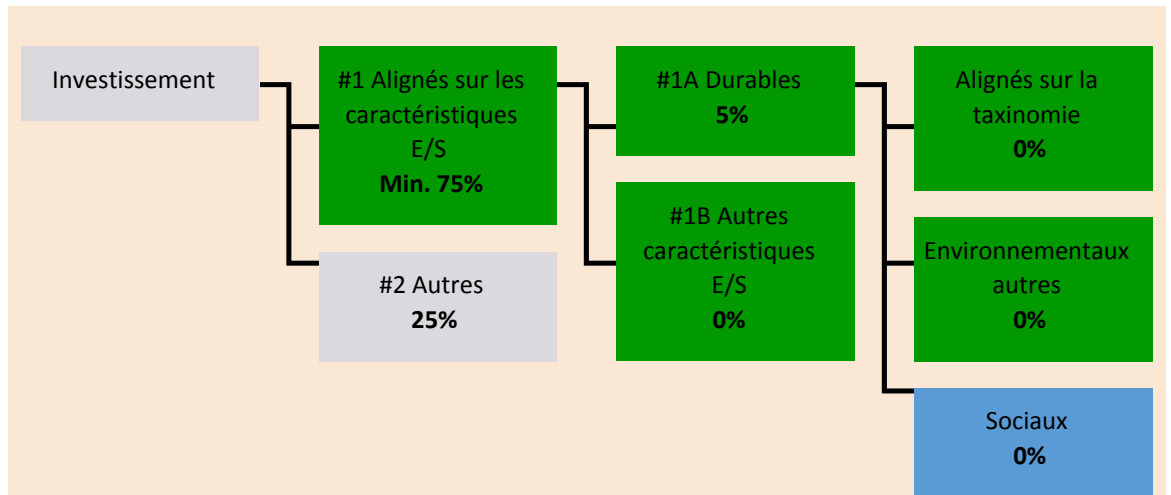 Investissement
#1 Alignés sur les
caractéristiques
E/S
Min. 75%
#2 Autres
25%
#1A Durables
5%
#1B Autres
caractéristiques
E/S
0%
Alignés sur la
taxinomie
0%
Environnementaux
autres
0%
Sociaux
0%